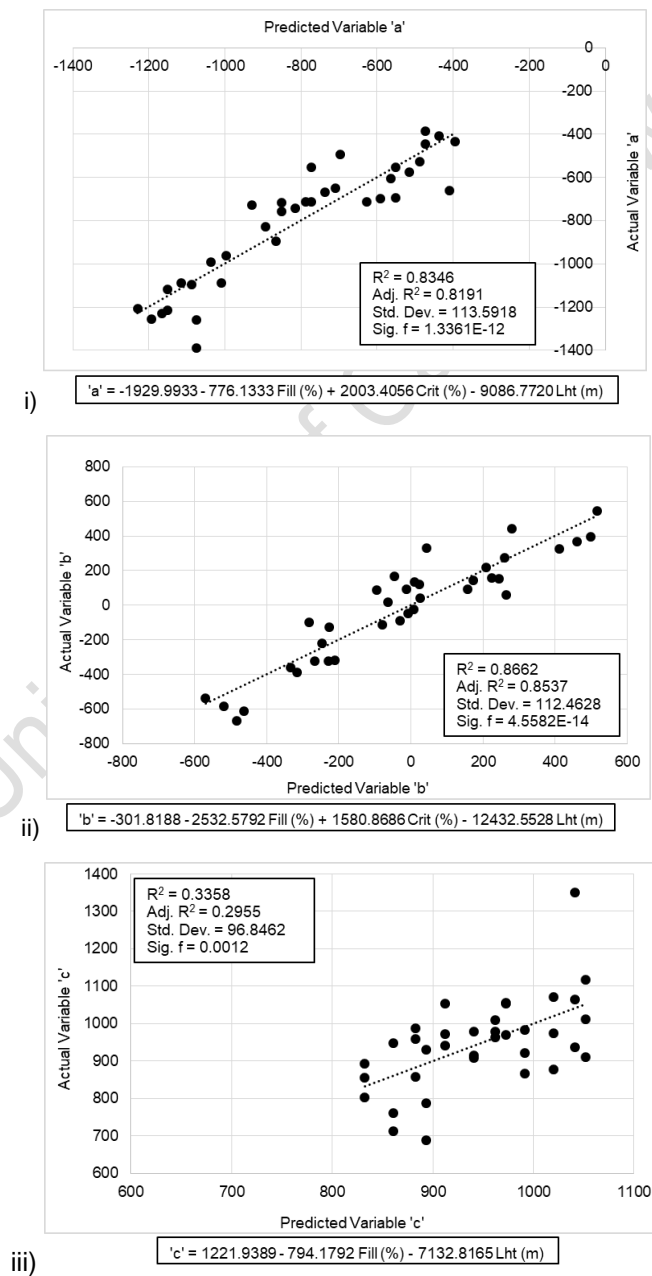 Predicted Variable 'a'
-1400 -1200 -1000 -800 -600 -400 -200 0
0
-200
-400
-600
-800
-1000
-1200
-1400
Actual Variable 'a'
R² = 0.8346
Adj. R² = 0.8191
Std. Dev. = 113.5918
Sig. f = 1.3361E-12
i)
'a' = -1929.9933 - 776.1333 Fill (%) + 2003.4056 Crit (%) - 9086.7720 Lht (m)
800
600
400
200
0
-200
-400
-600
-800
Actual Variable 'b'
R² = 0.8662
Adj. R² = 0.8537
Std. Dev. = 112.4628
Sig. f = 4.5582E-14
-800 -600 -400 -200 0 200 400 600
Predicted Variable 'b'
ii)
'b' = -301.8188 - 2532.5792 Fill (%) + 1580.8686 Crit (%) - 12432.5528 Lht (m)
1400
1300
1200
1100
1000
900
800
700
600
Actual Variable 'c'
R² = 0.3358
Adj. R² = 0.2955
Std. Dev. = 96.8462
Sig. f = 0.0012
600 700 800 900 1000 1100
Predicted Variable 'c'
iii)
'c' = 1221.9389 - 794.1792 Fill (%) - 7132.8165 Lht (m)